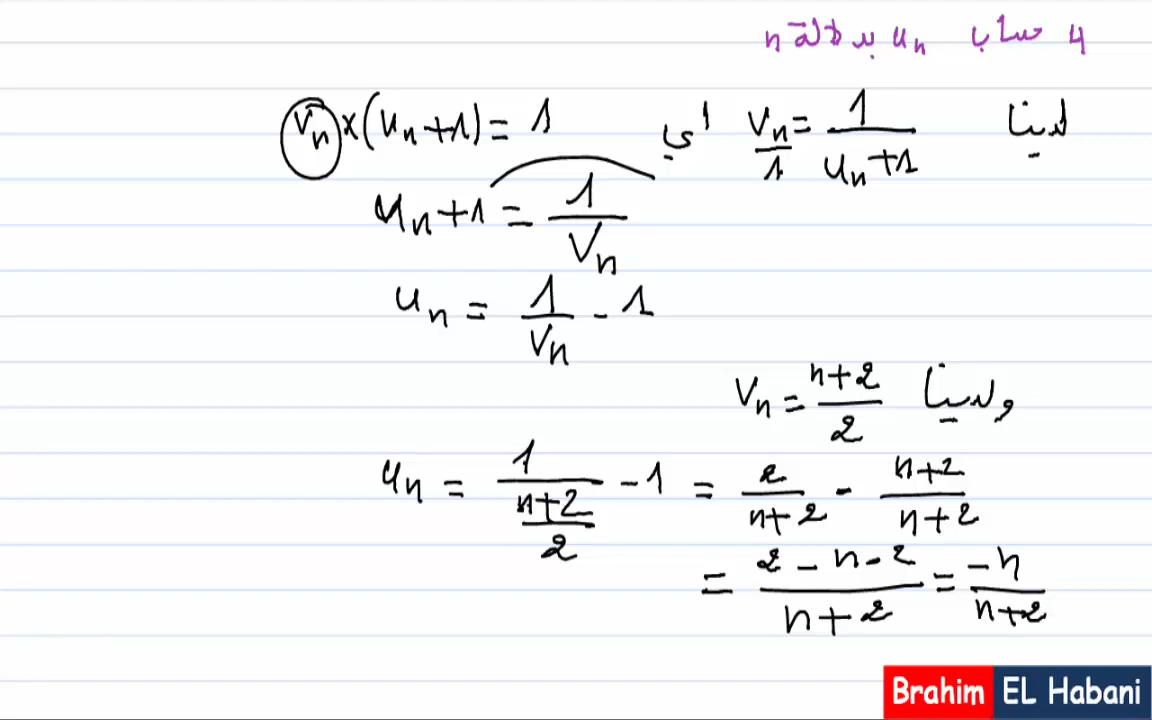 4 حساب uₙ بدلالة n
لدينا Vₙ/1 = 1/(uₙ+1) اي Vₙ×(uₙ+1) = 1
uₙ+1 = 1/Vₙ
uₙ = 1/Vₙ - 1
ولدينا Vₙ = (n+2)/2
uₙ = 1/((n+2)/2) - 1 = 2/(n+2) - (n+2)/(n+2)
= (2-n-2)/(n+2) = -n/(n+2)
Brahim EL Habani